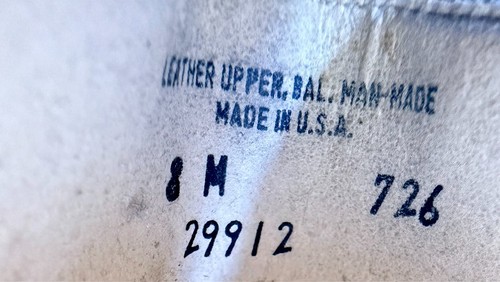 LEATHER UPPER, BAL. MAN-MADE
MADE IN U.S.A.
8 M 726
29912